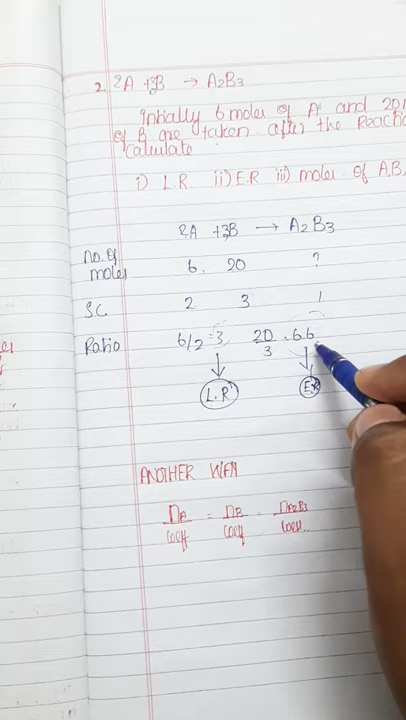 2. 2A + 3B → A2B3
Initially 6 moles of A and 20
of B are taken after the Reactio
Calculate
i) L.R ii) E.R iii) moles of A2B
2A + 3B → A2B3
No. of
moles 6. 20 ?
SC 2 3 1
Ratio 6/2 = 3 20/3 = 6.6
L.R E.R
ANOTHER WAY
nA/coeff = nB/coeff = nA2B3/coeff